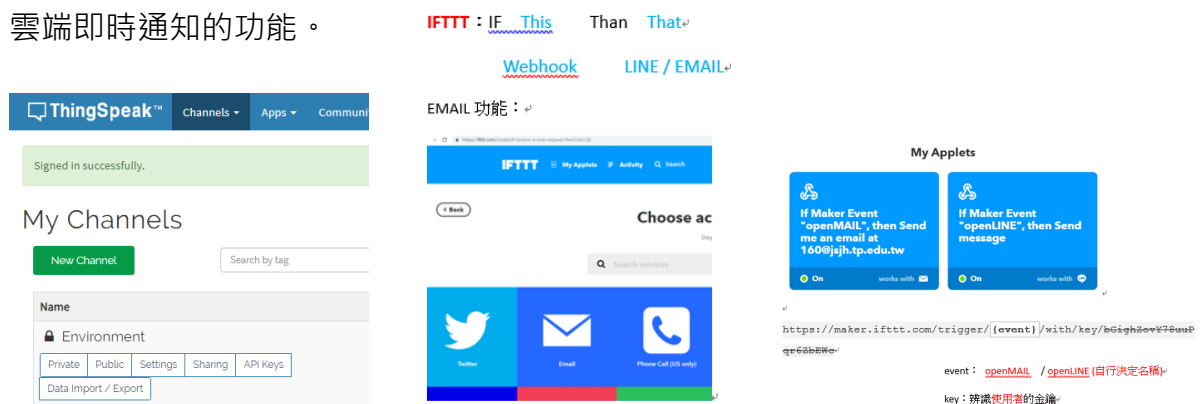 雲端即時通知的功能。
ThingSpeak™ Channels Apps Communi
Signed in successfully.
My Channels
New Channel
Search by tag
Name
Environment
Private Public Settings Sharing API Keys
Data Import / Export
IFTTT：IF This Than That
Webhook LINE / EMAIL
EMAIL 功能：
IFTTT My Applets Activity Search
Back
Choose ac
Search services
Twitter Email Phone Call (US only)
My Applets
If Maker Event
"openMAIL", then Send
me an email at
160@jsjh.tp.edu.tw
On works with
If Maker Event
"openLINE", then Send
message
On works with
https://maker.ifttt.com/trigger/{event}/with/key/
event： openMAIL / openLINE (自行決定名稱)
key：辨識使用者的金鑰